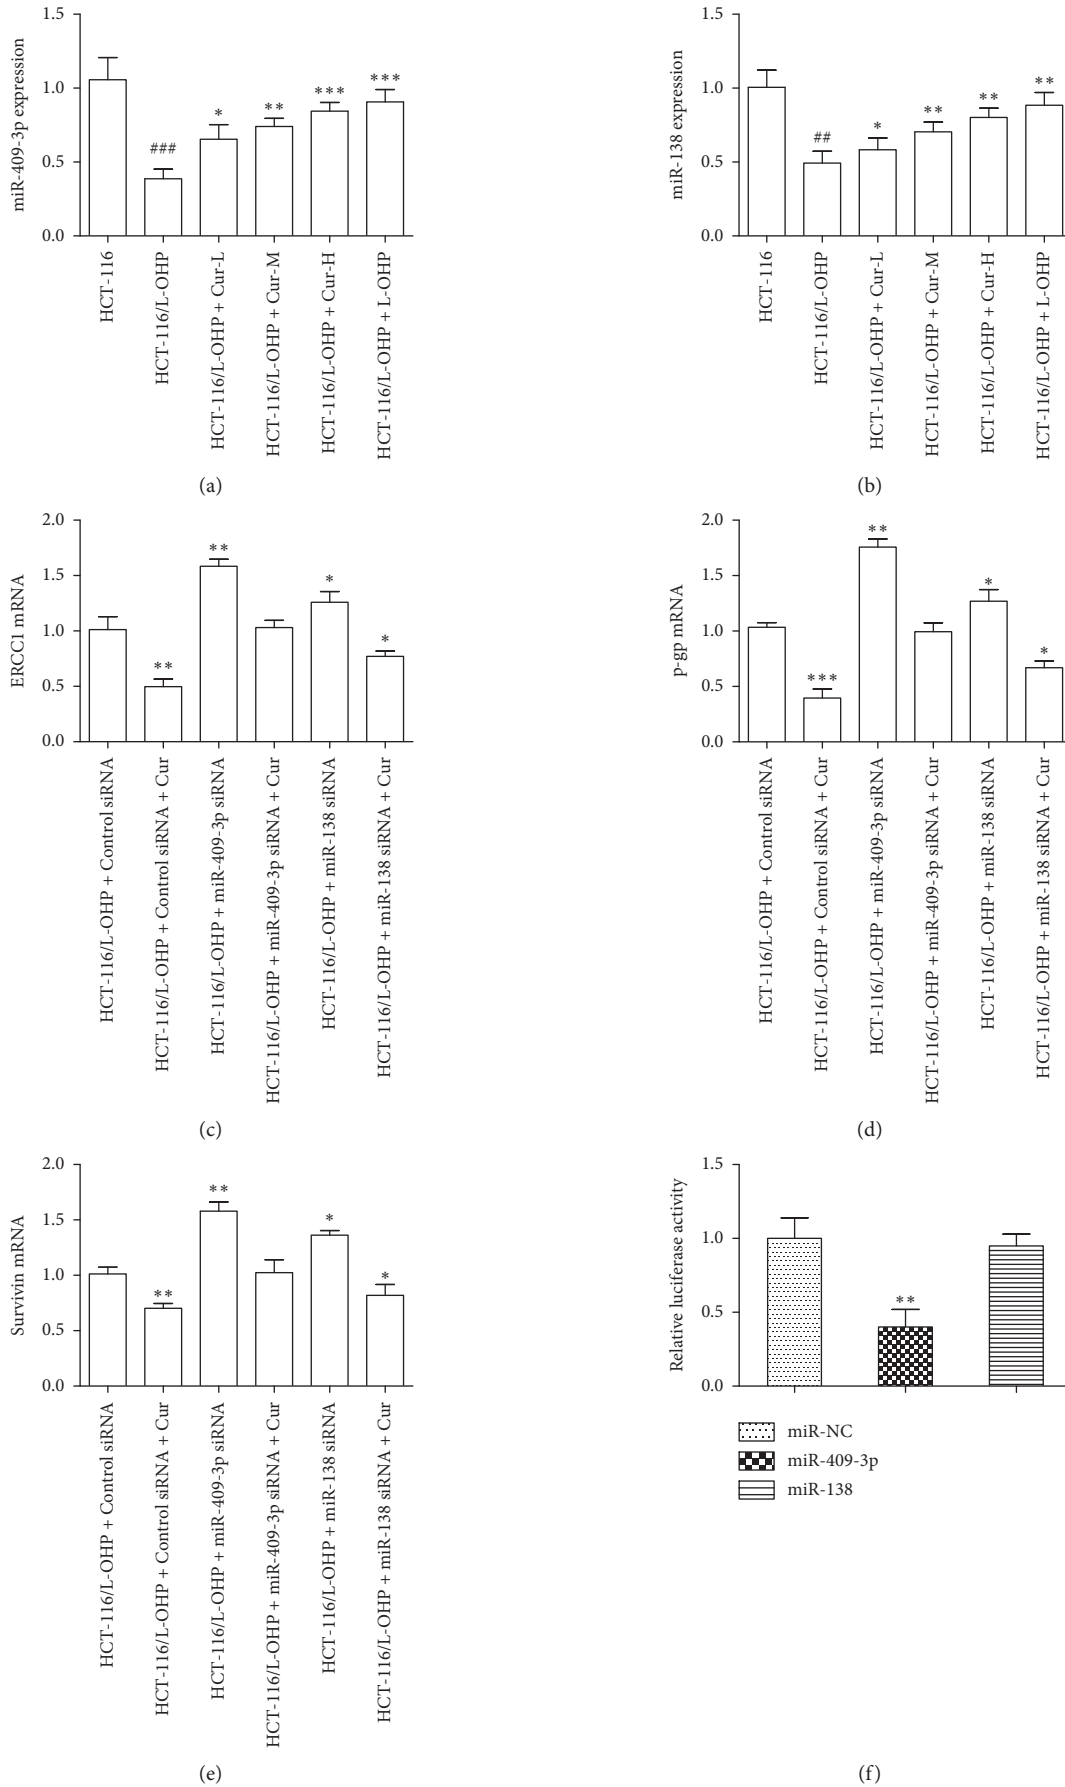 miR-409-3p expression
1.5
1.0
0.5
0.0
###
*
**
***
***
HCT-116
HCT-116/L-OHP
HCT-116/L-OHP + Cur-L
HCT-116/L-OHP + Cur-M
HCT-116/L-OHP + Cur-H
HCT-116/L-OHP + L-OHP
(a)
miR-138 expression
1.5
1.0
0.5
0.0
##
*
**
**
**
HCT-116
HCT-116/L-OHP
HCT-116/L-OHP + Cur-L
HCT-116/L-OHP + Cur-M
HCT-116/L-OHP + Cur-H
HCT-116/L-OHP + L-OHP
(b)
ERCC1 mRNA
2.0
1.5
1.0
0.5
0.0
**
**
*
*
HCT-116/L-OHP + Control siRNA
HCT-116/L-OHP + Control siRNA + Cur
HCT-116/L-OHP + miR-409-3p siRNA
HCT-116/L-OHP + miR-409-3p siRNA + Cur
HCT-116/L-OHP + miR-138 siRNA
HCT-116/L-OHP + miR-138 siRNA + Cur
(c)
p-gp mRNA
2.0
1.5
1.0
0.5
0.0
***
**
*
*
HCT-116/L-OHP + Control siRNA
HCT-116/L-OHP + Control siRNA + Cur
HCT-116/L-OHP + miR-409-3p siRNA
HCT-116/L-OHP + miR-409-3p siRNA + Cur
HCT-116/L-OHP + miR-138 siRNA
HCT-116/L-OHP + miR-138 siRNA + Cur
(d)
Survivin mRNA
2.0
1.5
1.0
0.5
0.0
**
**
*
*
HCT-116/L-OHP + Control siRNA
HCT-116/L-OHP + Control siRNA + Cur
HCT-116/L-OHP + miR-409-3p siRNA
HCT-116/L-OHP + miR-409-3p siRNA + Cur
HCT-116/L-OHP + miR-138 siRNA
HCT-116/L-OHP + miR-138 siRNA + Cur
(e)
Relative luciferase activity
1.5
1.0
0.5
0.0
**
miR-NC
miR-409-3p
miR-138
(f)